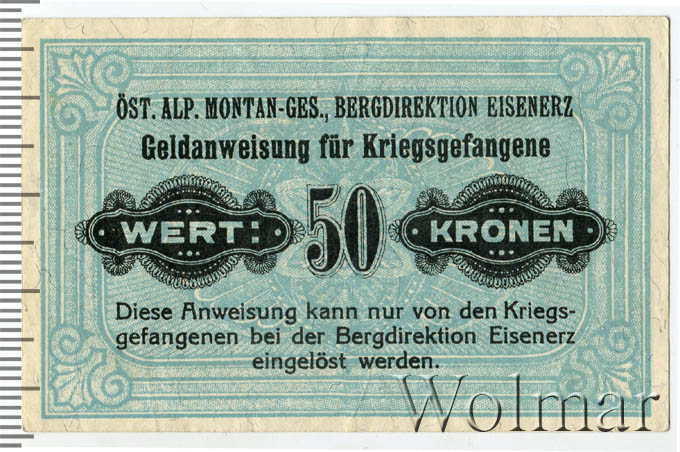 ÖST. ALP. MONTAN-GES., BERGDIREKTION EISENERZ
Geldanweisung für Kriegsgefangene
WERT: 50 KRONEN
Diese Anweisung kann nur von den Kriegs-
gefangenen bei der Bergdirektion Eisenerz
eingelöst werden.
Wolmar